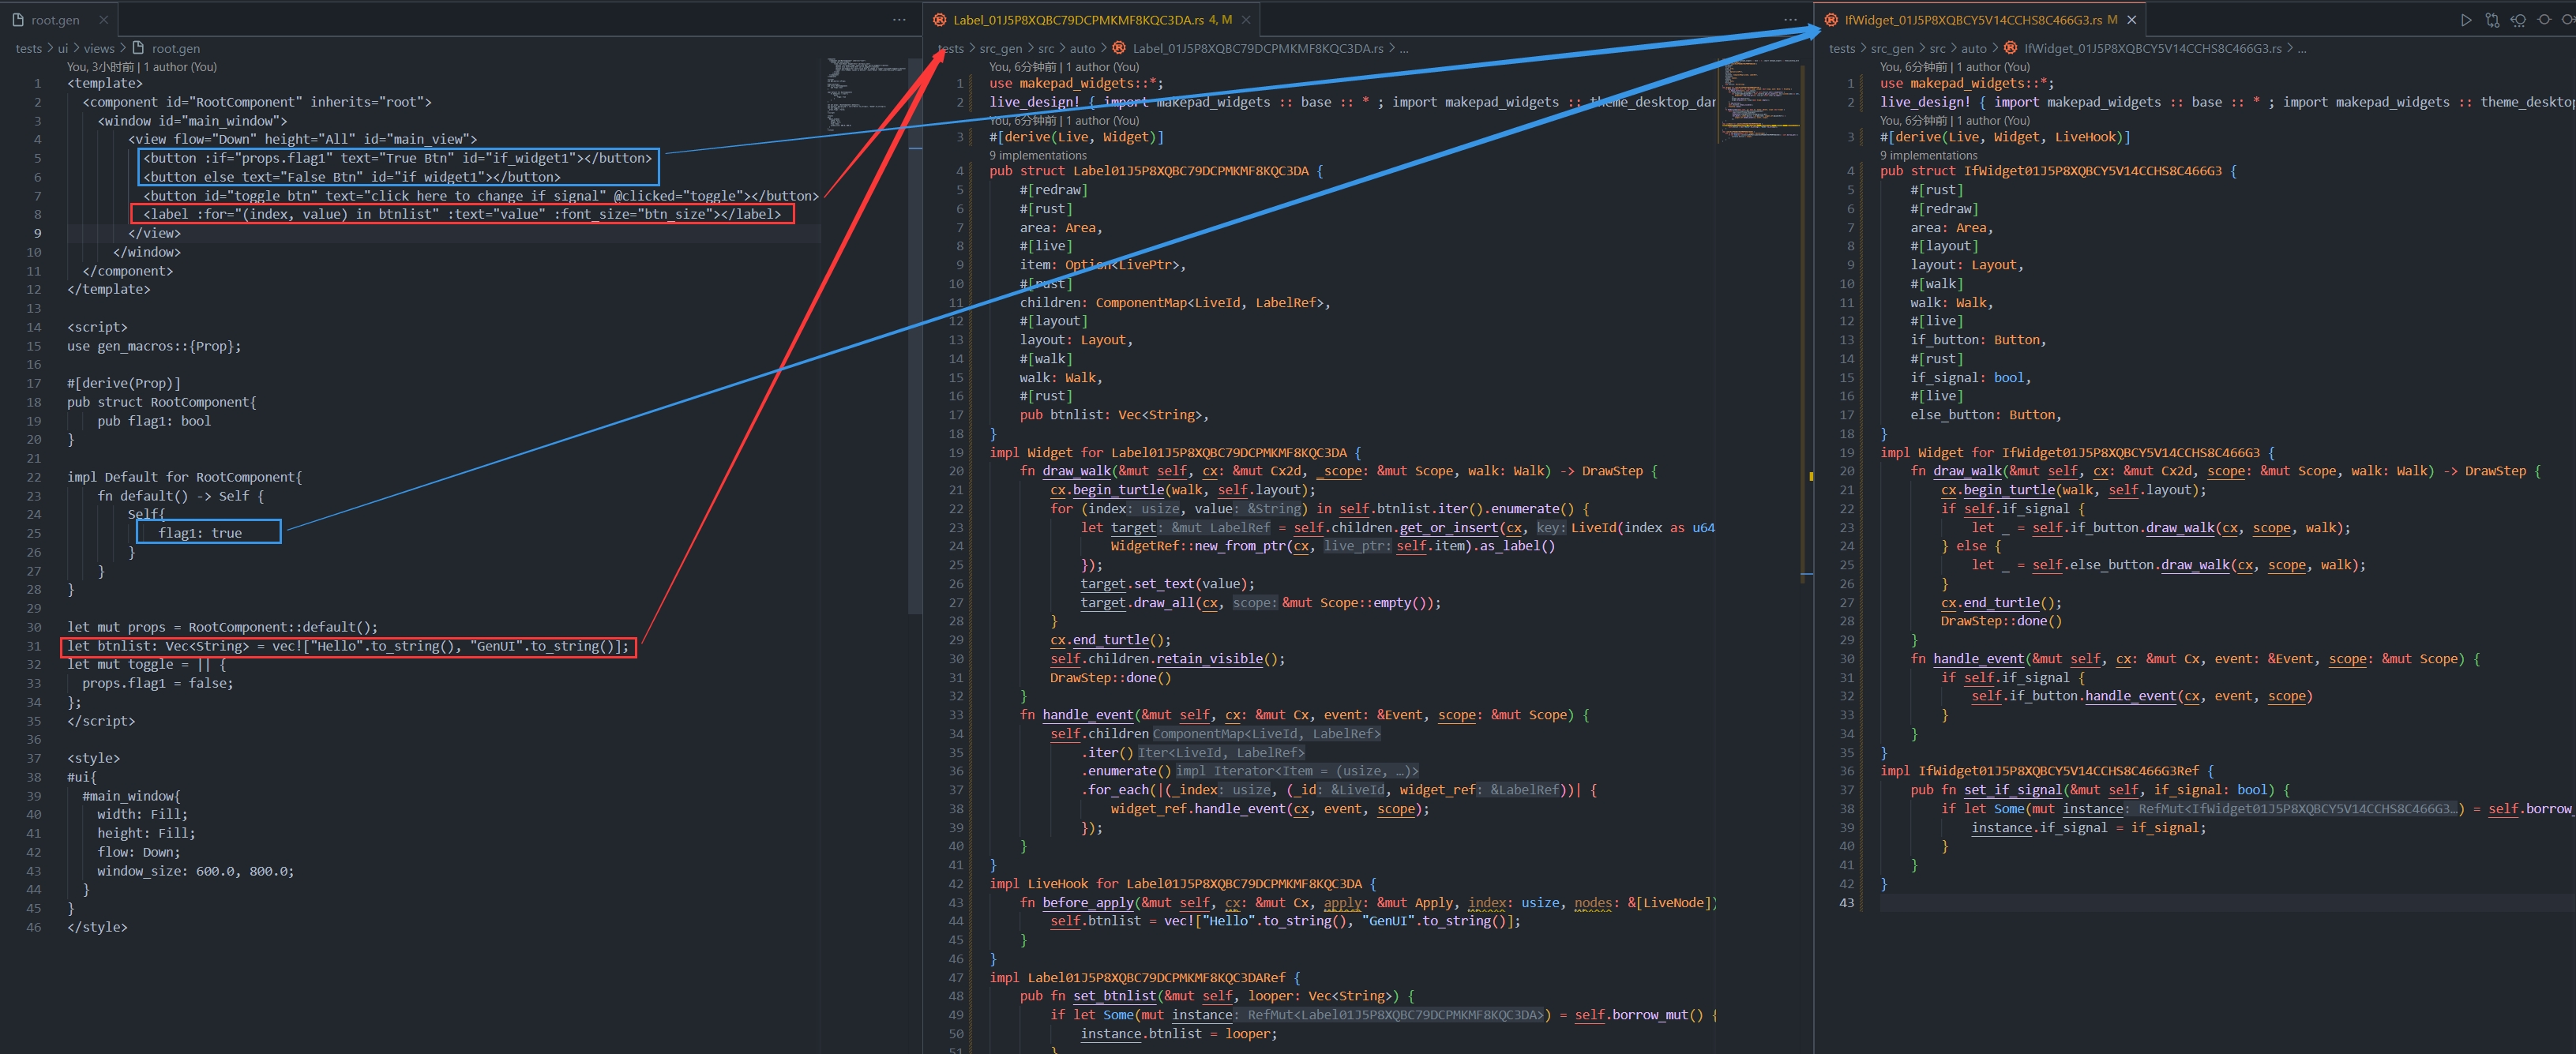 root.gen
tests > ui > views > root.gen
You, 3小时前 | 1 author (You)
1 <template>
2 <component id="RootComponent" inherits="root">
3 <window id="main_window">
4 <view flow="Down" height="All" id="main_view">
5 <button :if="props.flag1" text="True Btn" id="if_widget1"></button>
6 <button else text="False Btn" id="if_widget1"></button>
7 <button id="toggle_btn" text="click here to change if signal" @clicked="toggle"></button>
8 <label :for="(index, value) in btnlist" :text="value" :font_size="btn_size"></label>
9 </view>
10 </window>
11 </component>
12 </template>
13
14 <script>
15 use gen_macros::{Prop};
16
17 #[derive(Prop)]
18 pub struct RootComponent{
19 pub flag1: bool
20 }
21
22 impl Default for RootComponent{
23 fn default() -> Self {
24 Self{
25 flag1: true
26 }
27 }
28 }
29
30 let mut props = RootComponent::default();
31 let btnlist: Vec<String> = vec!["Hello".to_string(), "GenUI".to_string()];
32 let mut toggle = || {
33 props.flag1 = false;
34 };
35 </script>
36
37 <style>
38 #ui{
39 #main_window{
40 width: Fill;
41 height: Fill;
42 flow: Down;
43 window_size: 600.0, 800.0;
44 }
45 }
46 </style>
Label_01J5P8XQBC79DCPMKMF8KQC3DA.rs 4, M
tests > src_gen > src > auto > Label_01J5P8XQBC79DCPMKMF8KQC3DA.rs > ...
You, 6分钟前 | 1 author (You)
1 use makepad_widgets::*;
2 live_design! { import makepad_widgets :: base :: * ; import makepad_widgets :: theme_desktop_dar
You, 6分钟前 | 1 author (You)
3 #[derive(Live, Widget)]
9 implementations
4 pub struct Label01J5P8XQBC79DCPMKMF8KQC3DA {
5 #[redraw]
6 #[rust]
7 area: Area,
8 #[live]
9 item: Option<LivePtr>,
10 #[rust]
11 children: ComponentMap<LiveId, LabelRef>,
12 #[layout]
13 layout: Layout,
14 #[walk]
15 walk: Walk,
16 #[rust]
17 pub btnlist: Vec<String>,
18 }
19 impl Widget for Label01J5P8XQBC79DCPMKMF8KQC3DA {
20 fn draw_walk(&mut self, cx: &mut Cx2d, _scope: &mut Scope, walk: Walk) -> DrawStep {
21 cx.begin_turtle(walk, self.layout);
22 for (index: usize, value: &String) in self.btnlist.iter().enumerate() {
23 let target: &mut LabelRef = self.children.get_or_insert(cx, key: LiveId(index as u64
24 WidgetRef::new_from_ptr(cx, live_ptr: self.item).as_label()
25 });
26 target.set_text(value);
27 target.draw_all(cx, scope: &mut Scope::empty());
28 }
29 cx.end_turtle();
30 self.children.retain_visible();
31 DrawStep::done()
32 }
33 fn handle_event(&mut self, cx: &mut Cx, event: &Event, scope: &mut Scope) {
34 self.children ComponentMap<LiveId, LabelRef>
35 .iter() Iter<LiveId, LabelRef>
36 .enumerate() impl Iterator<Item = (usize, …)>
37 .for_each(|(_index: usize, (_id: &LiveId, widget_ref: &LabelRef))| {
38 widget_ref.handle_event(cx, event, scope);
39 });
40 }
41 }
42 impl LiveHook for Label01J5P8XQBC79DCPMKMF8KQC3DA {
43 fn before_apply(&mut self, cx: &mut Cx, apply: &mut Apply, index: usize, nodes: &[LiveNode])
44 self.btnlist = vec!["Hello".to_string(), "GenUI".to_string()];
45 }
46 }
47 impl Label01J5P8XQBC79DCPMKMF8KQC3DARef {
48 pub fn set_btnlist(&mut self, looper: Vec<String>) {
49 if let Some(mut instance: RefMut<Label01J5P8XQBC79DCPMKMF8KQC3DA>) = self.borrow_mut() {
50 instance.btnlist = looper;
51 }
IfWidget_01J5P8XQBCY5V14CCHS8C466G3.rs M
tests > src_gen > src > auto > IfWidget_01J5P8XQBCY5V14CCHS8C466G3.rs > ...
You, 6分钟前 | 1 author (You)
1 use makepad_widgets::*;
2 live_design! { import makepad_widgets :: base :: * ; import makepad_widgets :: theme_desktop
You, 6分钟前 | 1 author (You)
3 #[derive(Live, Widget, LiveHook)]
9 implementations
4 pub struct IfWidget01J5P8XQBCY5V14CCHS8C466G3 {
5 #[rust]
6 #[redraw]
7 area: Area,
8 #[layout]
9 layout: Layout,
10 #[walk]
11 walk: Walk,
12 #[live]
13 if_button: Button,
14 #[rust]
15 if_signal: bool,
16 #[live]
17 else_button: Button,
18 }
19 impl Widget for IfWidget01J5P8XQBCY5V14CCHS8C466G3 {
20 fn draw_walk(&mut self, cx: &mut Cx2d, scope: &mut Scope, walk: Walk) -> DrawStep {
21 cx.begin_turtle(walk, self.layout);
22 if self.if_signal {
23 let _ = self.if_button.draw_walk(cx, scope, walk);
24 } else {
25 let _ = self.else_button.draw_walk(cx, scope, walk);
26 }
27 cx.end_turtle();
28 DrawStep::done()
29 }
30 fn handle_event(&mut self, cx: &mut Cx, event: &Event, scope: &mut Scope) {
31 if self.if_signal {
32 self.if_button.handle_event(cx, event, scope)
33 }
34 }
35 }
36 impl IfWidget01J5P8XQBCY5V14CCHS8C466G3Ref {
37 pub fn set_if_signal(&mut self, if_signal: bool) {
38 if let Some(mut instance: RefMut<IfWidget01J5P8XQBCY5V14CCHS8C466G3…) = self.borrow_
39 instance.if_signal = if_signal;
40 }
41 }
42 }
43